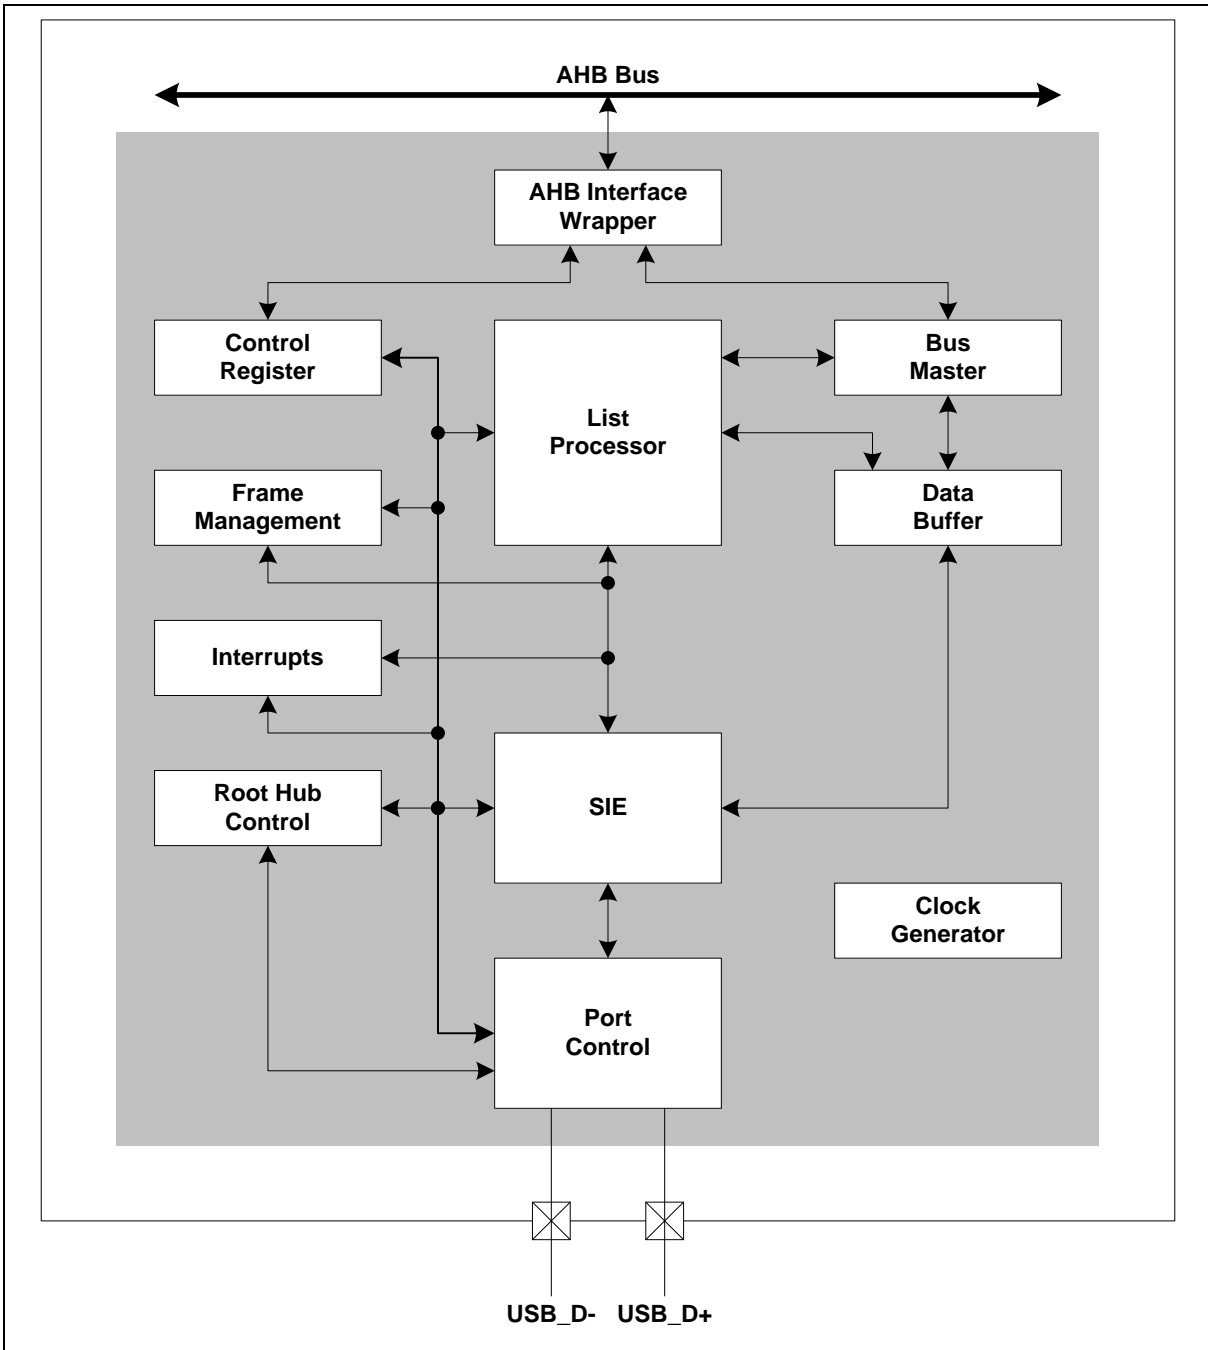 AHB Bus
AHB Interface
Wrapper
Control
Register
List
Processor
Bus
Master
Frame
Management
Data
Buffer
Interrupts
Root Hub
Control
SIE
Clock
Generator
Port
Control
USB_D-
USB_D+